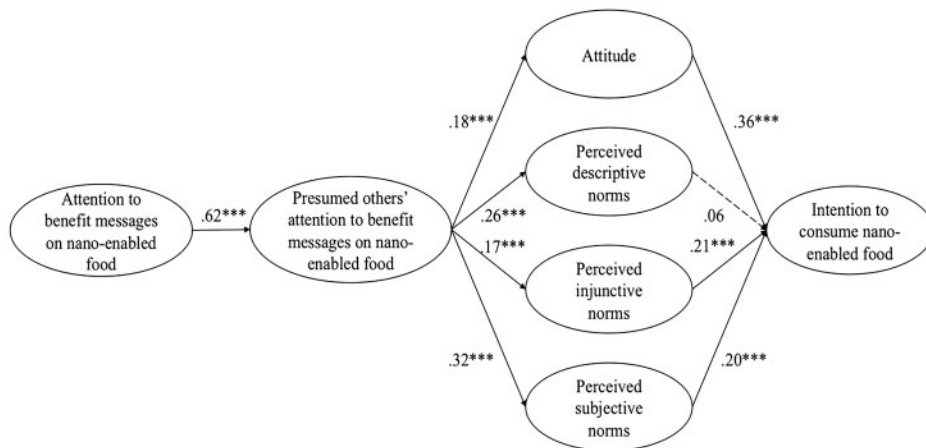 Attention to
benefit messages
on nano-enabled
food
.62***
Presumed others'
attention to benefit
messages on nano-
enabled food
.18***
.26***
.17***
.32***
Attitude
Perceived
descriptive
norms
Perceived
injunctive
norms
Perceived
subjective
norms
.36***
.06
.21***
.20***
Intention to
consume nano-
enabled food